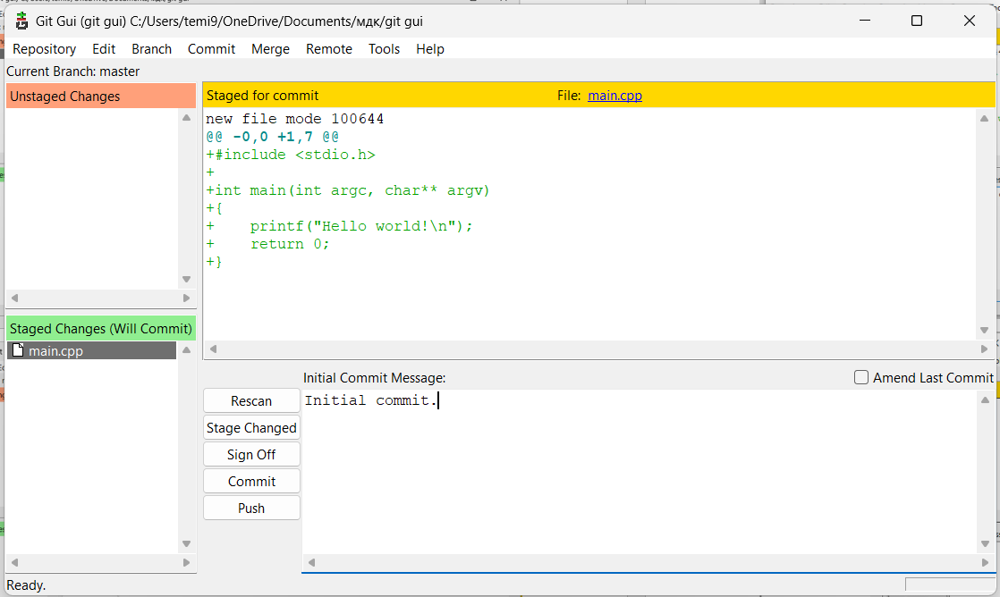 Git Gui (git gui) C:/Users/temi9/OneDrive/Documents/мдк/git gui
Repository Edit Branch Commit Merge Remote Tools Help
Current Branch: master
Unstaged Changes
Staged for commit File: main.cpp
new file mode 100644
@@ -0,0 +1,7 @@
+#include <stdio.h>
+
+int main(int argc, char** argv)
+{
+    printf("Hello world!\n");
+    return 0;
+}
Staged Changes (Will Commit)
main.cpp
Initial Commit Message: Amend Last Commit
Initial commit.
Rescan
Stage Changed
Sign Off
Commit
Push
Ready.